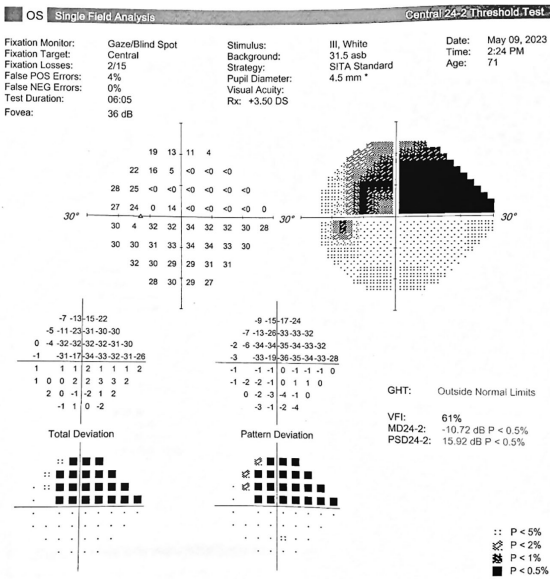 OS Single Field Analysis Central 24-2 Threshold Test
Fixation Monitor: Gaze/Blind Spot Stimulus: III, White Date: May 09, 2023
Fixation Target: Central Background: 31.5 asb Time: 2:24 PM
Fixation Losses: 2/15 Strategy: SITA Standard Age: 71
False POS Errors: 4% Pupil Diameter: 4.5 mm *
False NEG Errors: 0% Visual Acuity:
Test Duration: 06:05 Rx: +3.50 DS
Fovea: 36 dB
19 13 11 4
22 16 5 <0 <0 <0
28 25 <0 <0 <0 <0 <0 <0
27 24 0 14 <0 <0 <0 <0 0
30° 30° 30°
30 4 32 32 34 32 32 30 28
30 30 31 33 34 34 33 30
32 30 29 29 31 31
28 30 29 27
-7 -13 -15 -22
-5 -11 -23 -31 -30 -30
0 -4 -32 -32 -32 -32 -31 -30
-1 -31 -17 -34 -33 -32 -31 -26
1 1 1 2 1 1 1 2
1 0 0 2 2 3 3 2
2 0 -1 -2 1 2
-1 1 0 -2
Total Deviation
-9 -15 -17 -24
-7 -13 -26 -33 -33 -32
-2 -6 -34 -34 -35 -34 -33 -32
-3 -33 -19 -36 -35 -34 -33 -28
-1 -1 -1 0 -1 -1 -1 0
-1 -2 -2 -1 0 1 1 0
0 -2 -3 -4 -1 0
-3 -1 -2 -4
Pattern Deviation
GHT: Outside Normal Limits
VFI: 61%
MD24-2: -10.72 dB P < 0.5%
PSD24-2: 15.92 dB P < 0.5%
P < 5%
P < 2%
P < 1%
P < 0.5%